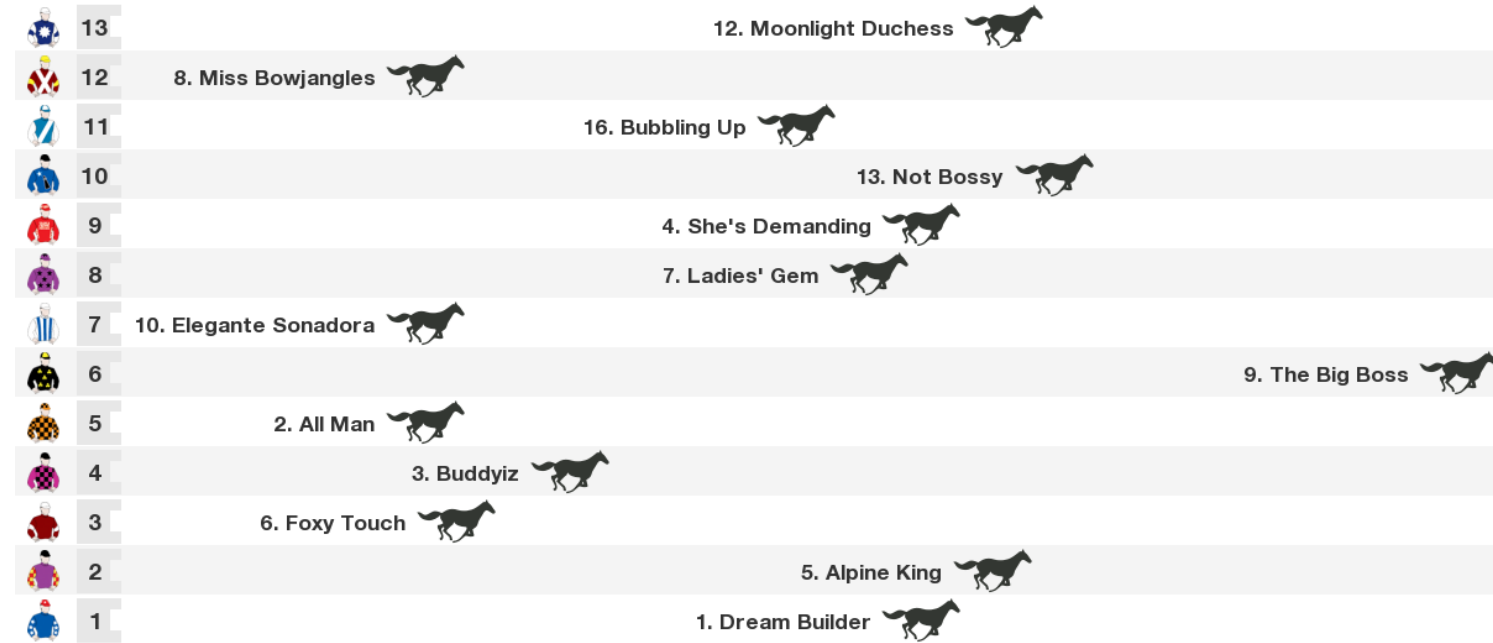 13 12. Moonlight Duchess
12 8. Miss Bowjangles
11 16. Bubbling Up
10 13. Not Bossy
9 4. She's Demanding
8 7. Ladies' Gem
7 10. Elegante Sonadora
6 9. The Big Boss
5 2. All Man
4 3. Buddyiz
3 6. Foxy Touch
2 5. Alpine King
1 1. Dream Builder